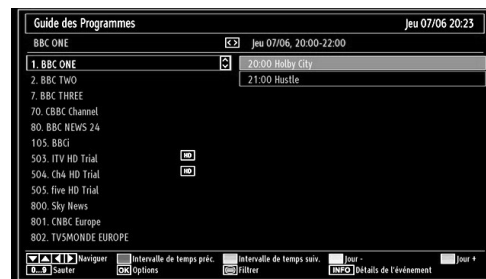 Guide des Programmes Jeu 07/06 20:23
BBC ONE Jeu 07/06, 20:00-22:00
1. BBC ONE 20:00 Holby City
2. BBC TWO 21:00 Hustle
7. BBC THREE
70. CBBC Channel
80. BBC NEWS 24
105. BBCi
503. ITV HD Trial HD
504. Ch4 HD Trial HD
505. five HD Trial
800. Sky News
801. CNBC Europe
802. TV5MONDE EUROPE
Naviguer Intervalle de temps préc. Intervalle de temps suiv. Jour - Jour +
0...9 Sauter OK Options Filtrer INFO Détails de l'événement